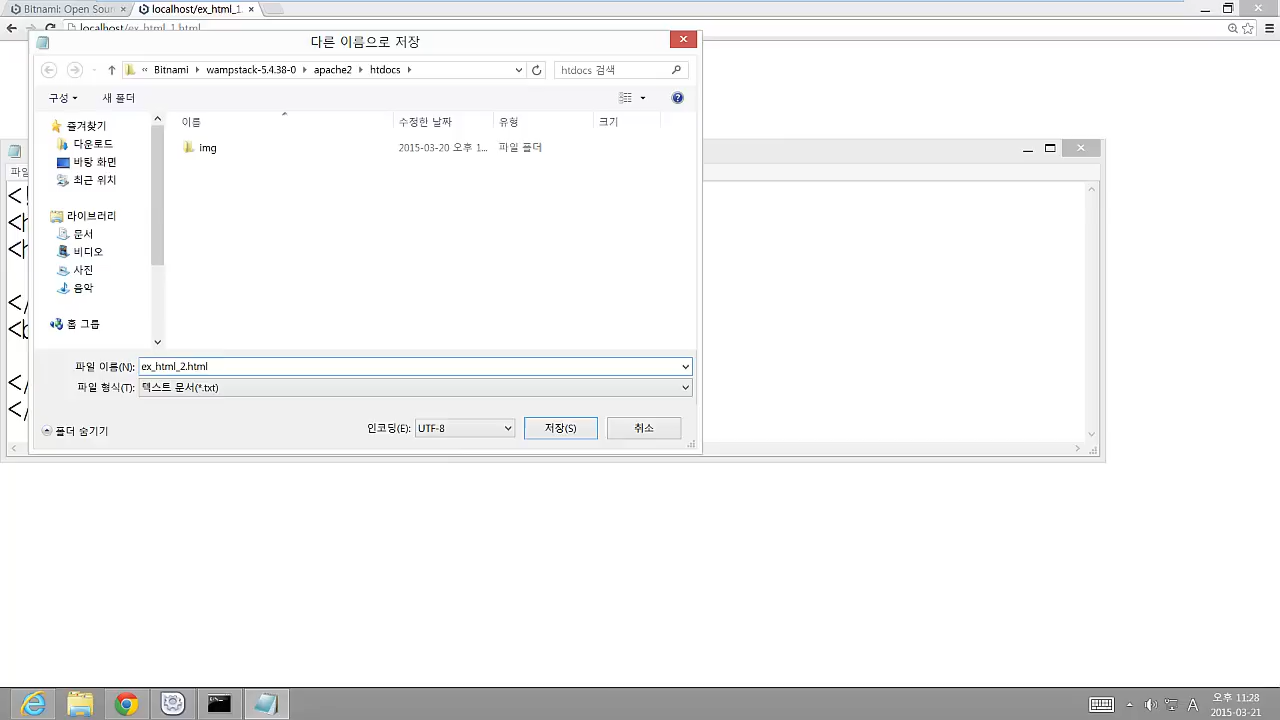 Bitnami: Open Sour
localhost/ex_html_1.
localhost/ex_html_1.html
다른 이름으로 저장
« Bitnami wampstack-5.4.38-0 apache2 htdocs
htdocs 검색
구성
새 폴더
이름 수정한 날짜 유형 크기
img 2015-03-20 오후 1... 파일 폴더
즐겨찾기
다운로드
바탕 화면
최근 위치
라이브러리
문서
비디오
사진
음악
홈 그룹
파일 이름(N): ex_html_2.html
파일 형식(T): 텍스트 문서(*.txt)
폴더 숨기기
인코딩(E): UTF-8
저장(S)
취소
파일
<!
<h
<h
</
<b
</
</
A
오후 11:28
2015-03-21